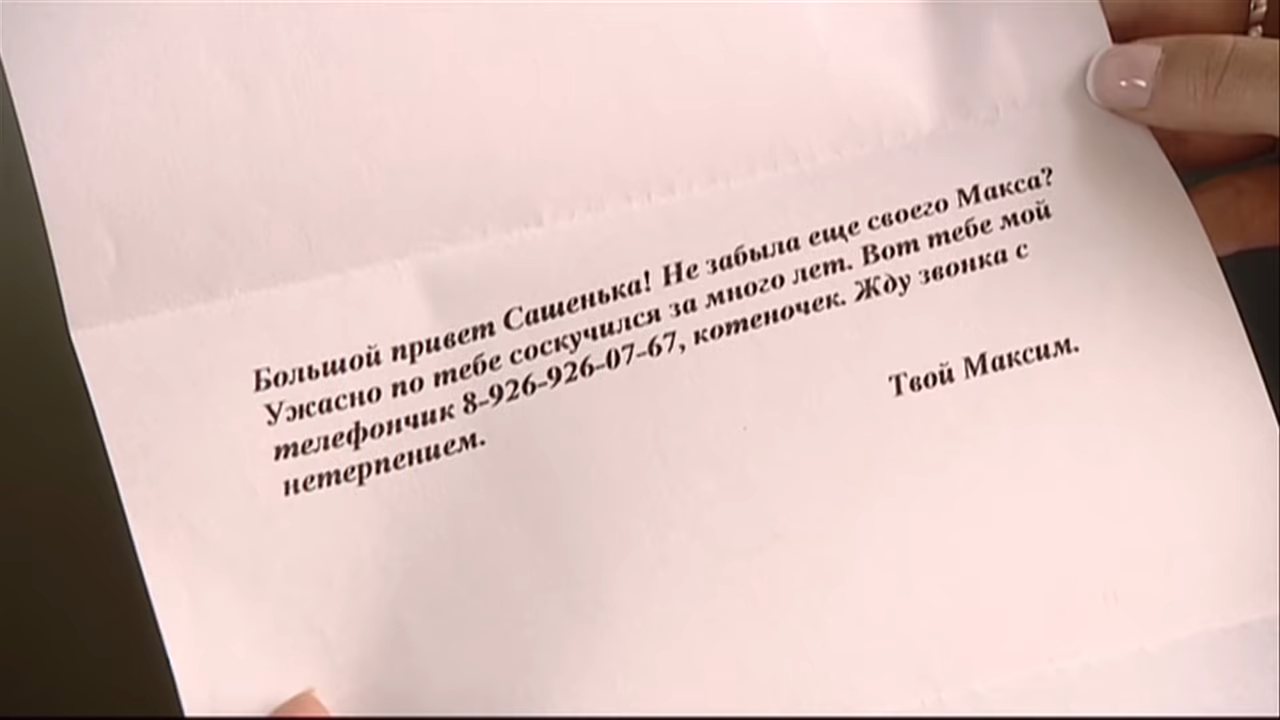 Большой привет Сашенька! Не забыла еще своего Макса?
Ужасно по тебе соскучился за много лет. Вот тебе мой
телефончик 8-926-926-07-67, котеночек. Жду звонка с
нетерпением.
Твой Максим.